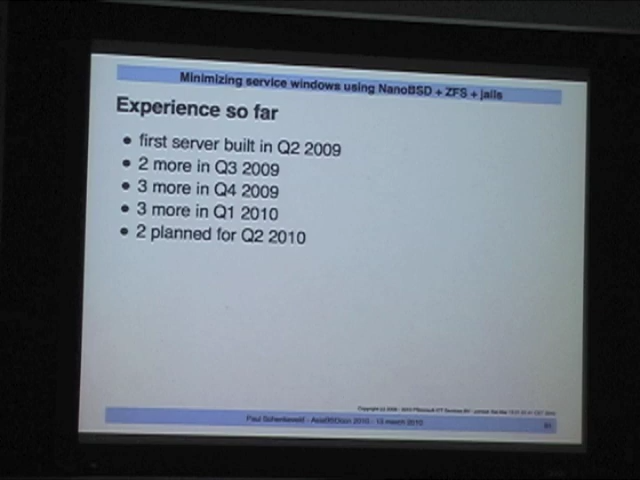 Minimizing service windows using NanoBSD + ZFS + jails
Experience so far
• first server built in Q2 2009
• 2 more in Q3 2009
• 3 more in Q4 2009
• 3 more in Q1 2010
• 2 planned for Q2 2010
Paul Schenkeveld - AsiaBSDcon 2010 - 13 march 2010